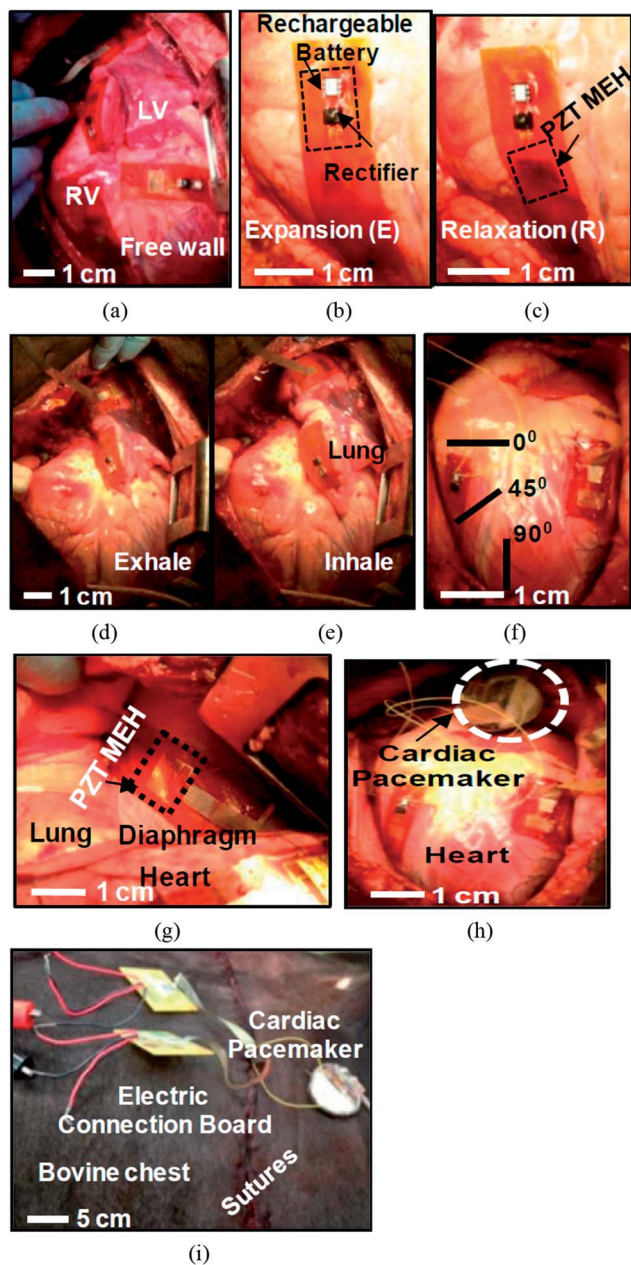 LV
RV
Free wall
1 cm
(a)
Rechargeable
Battery
Rectifier
Expansion (E)
1 cm
(b)
PZT MEH
Relaxation (R)
1 cm
(c)
Exhale
1 cm
(d)
Lung
Inhale
(e)
0⁰
45⁰
90⁰
1 cm
(f)
PZT MEH
Lung
Diaphragm
Heart
1 cm
(g)
Cardiac
Pacemaker
Heart
1 cm
(h)
Cardiac
Pacemaker
Electric
Connection Board
Bovine chest
Sutures
5 cm
(i)